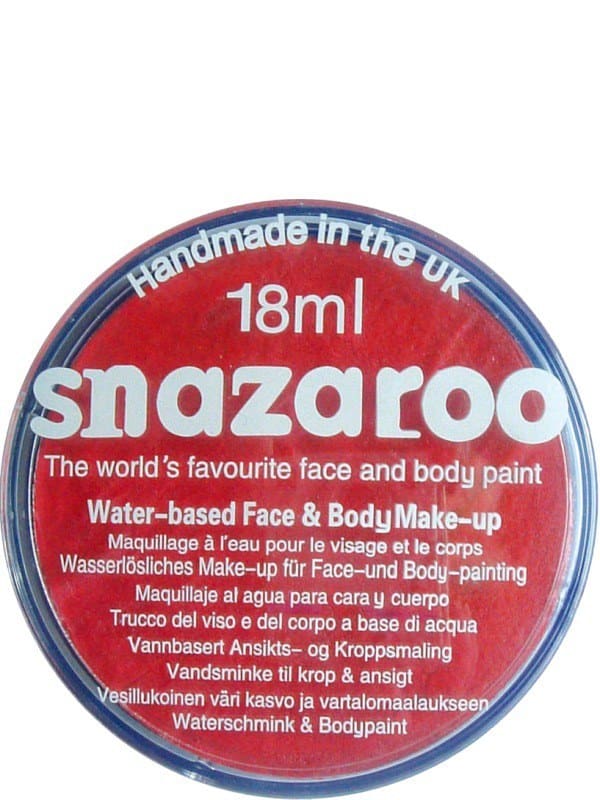 Handmade in the UK
18ml
snazaroo
The world's favourite face and body paint
Water-based Face & Body Make-up
Maquillage à l'eau pour le visage et le corps
Wasserlösliches Make-up für Face-und Body-painting
Maquillaje al agua para cara y cuerpo
Trucco del viso e del corpo a base di acqua
Vannbasert Ansikts- og Kroppsmaling
Vandsminke til krop & ansigt
Vesillukoinen väri kasvo ja vartalomaalaukseen
Waterschmink & Bodypaint